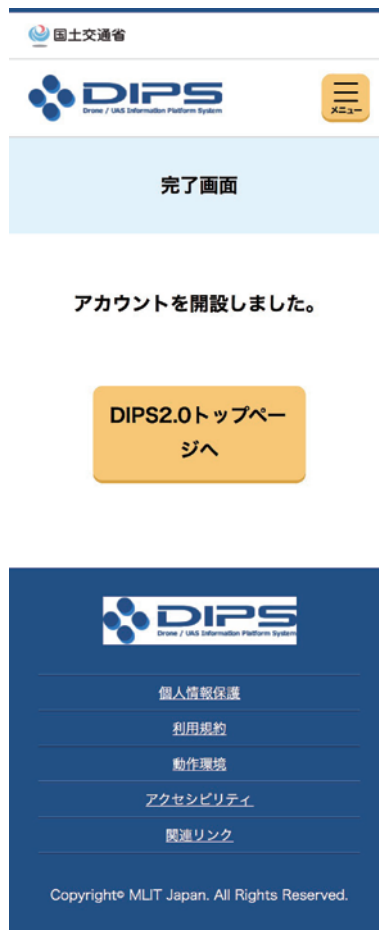 国土交通省
DIPS
Drone / UAS Information Platform System
メニュー
完了画面
アカウントを開設しました。
DIPS2.0トップペー
ジへ
DIPS
Drone / UAS Information Platform System
個人情報保護
利用規約
動作環境
アクセシビリティ
関連リンク
Copyright© MLIT Japan. All Rights Reserved.